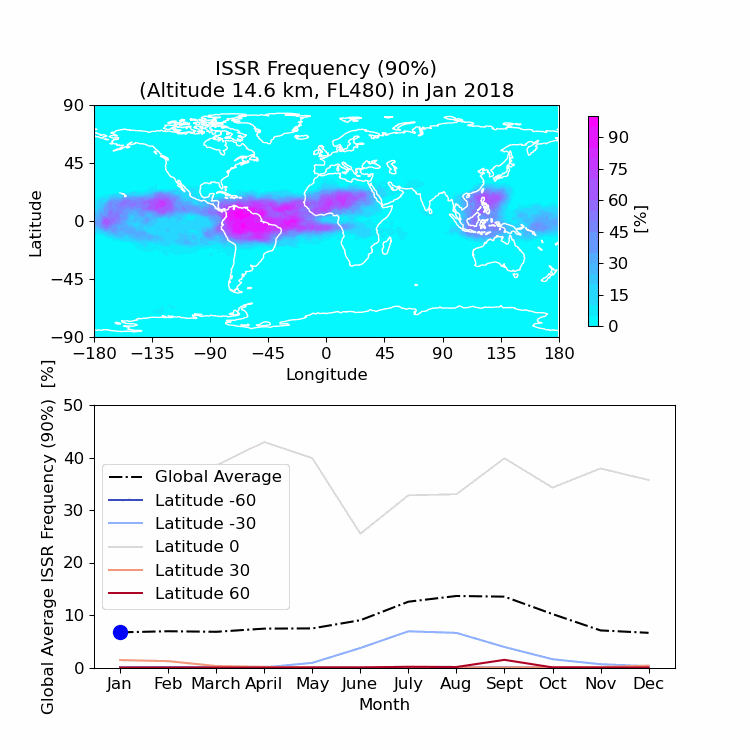 ISSR Frequency (90%)
(Altitude 14.6 km, FL480) in Jan 2018
90
45
0
−45
−90
Latitude
−180 −135 −90 −45 0 45 90 135 180
Longitude
90
75
60
45
30
15
0
[%]
Global Average ISSR Frequency (90%) [%]
50
40
30
20
10
0
Global Average
Latitude -60
Latitude -30
Latitude 0
Latitude 30
Latitude 60
Jan Feb March April May June July Aug Sept Oct Nov Dec
Month